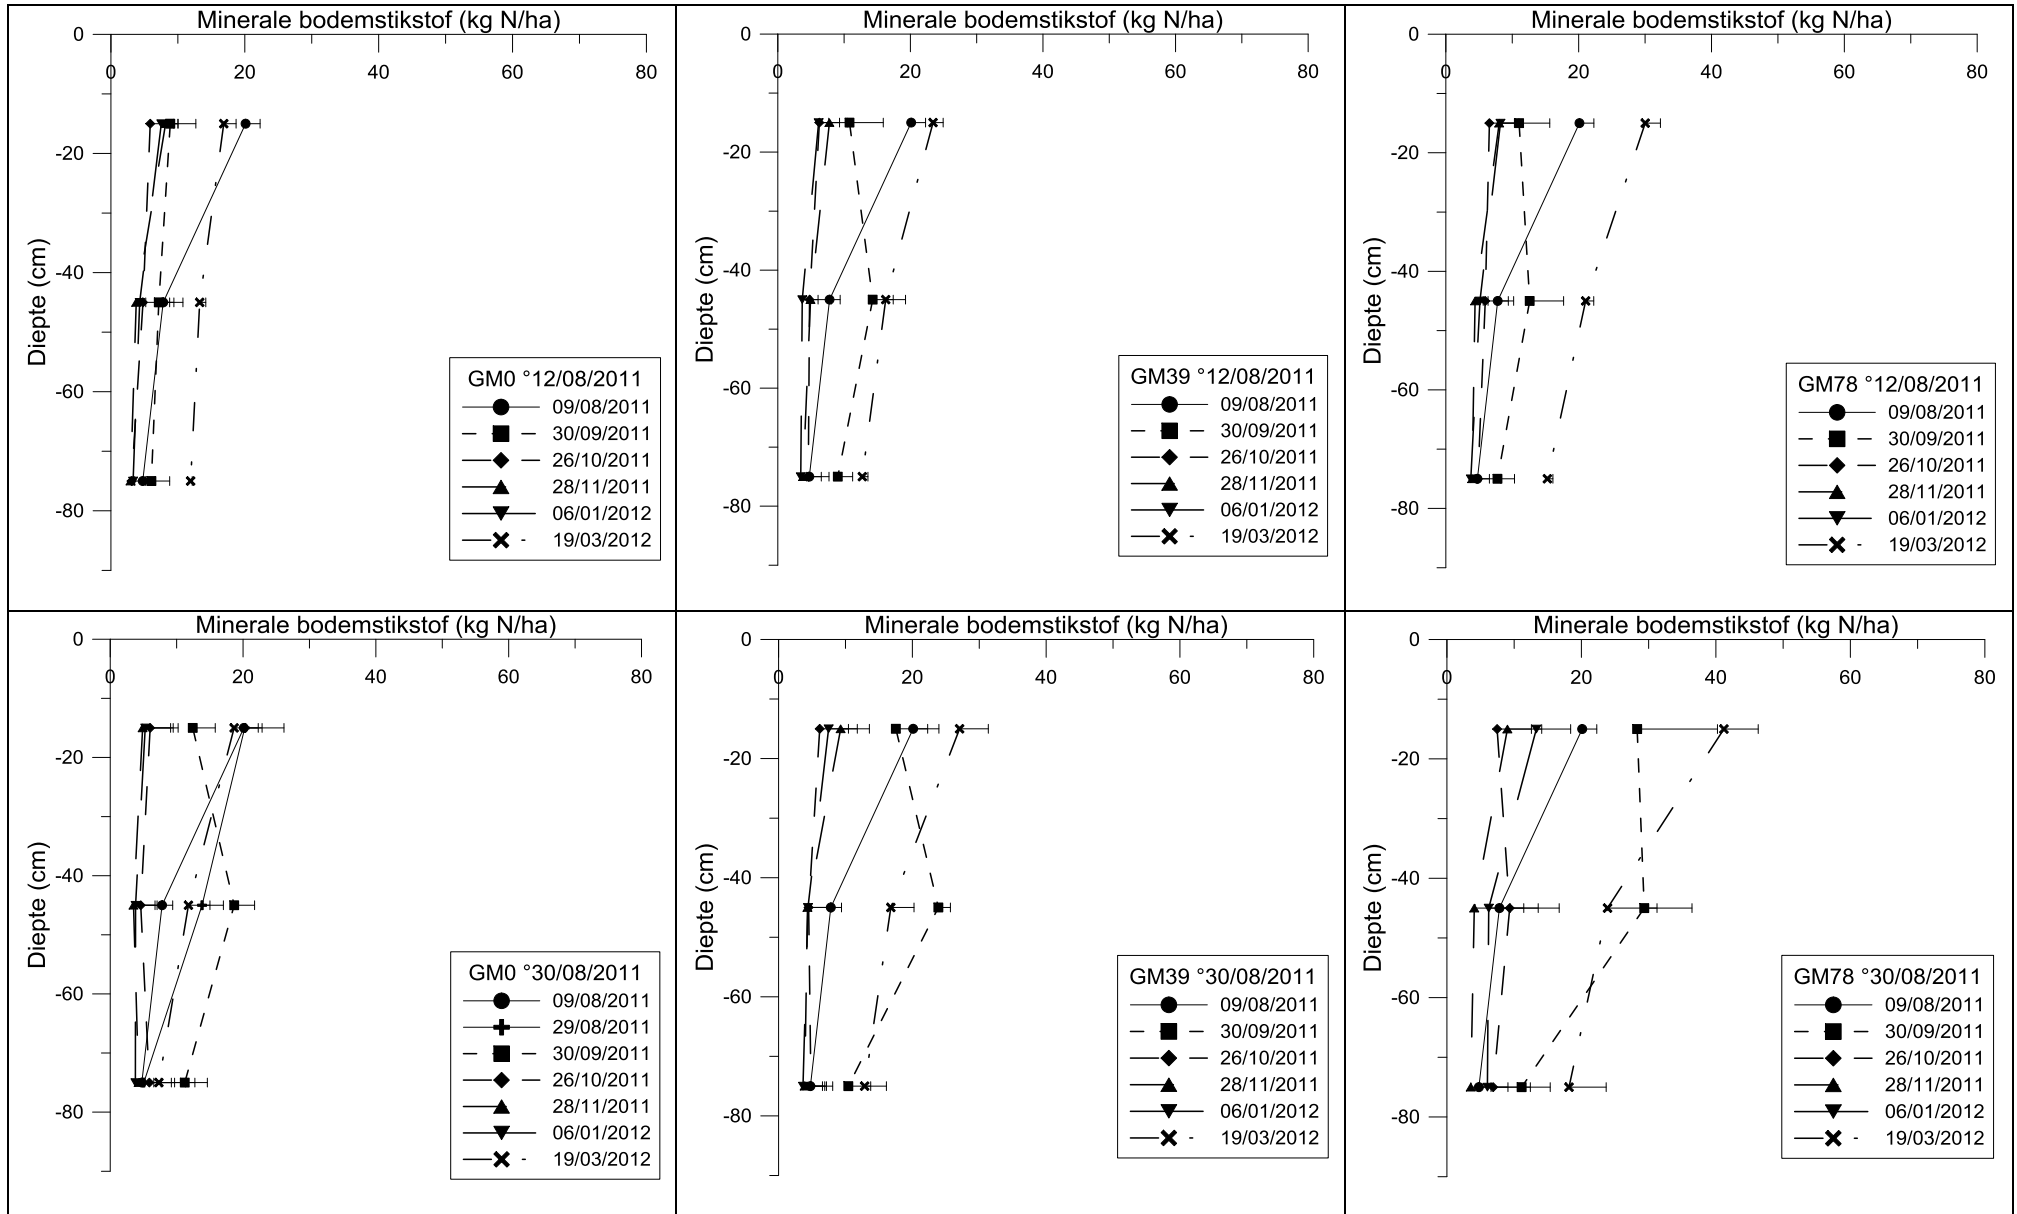 Minerale bodemstikstof (kg N/ha)
0
0 20 40 60 80
-20
-40
-60
-80
Diepte (cm)
GM0 °12/08/2011
09/08/2011
30/09/2011
26/10/2011
28/11/2011
06/01/2012
19/03/2012
Minerale bodemstikstof (kg N/ha)
0
0 20 40 60 80
-20
-40
-60
-80
Diepte (cm)
GM39 °12/08/2011
09/08/2011
30/09/2011
26/10/2011
28/11/2011
06/01/2012
19/03/2012
Minerale bodemstikstof (kg N/ha)
0
0 20 40 60 80
-20
-40
-60
-80
Diepte (cm)
GM78 °12/08/2011
09/08/2011
30/09/2011
26/10/2011
28/11/2011
06/01/2012
19/03/2012
Minerale bodemstikstof (kg N/ha)
0
0 20 40 60 80
-20
-40
-60
-80
Diepte (cm)
GM0 °30/08/2011
09/08/2011
29/08/2011
30/09/2011
26/10/2011
28/11/2011
06/01/2012
19/03/2012
Minerale bodemstikstof (kg N/ha)
0
0 20 40 60 80
-20
-40
-60
-80
Diepte (cm)
GM39 °30/08/2011
09/08/2011
30/09/2011
26/10/2011
28/11/2011
06/01/2012
19/03/2012
Minerale bodemstikstof (kg N/ha)
0
0 20 40 60 80
-20
-40
-60
-80
Diepte (cm)
GM78 °30/08/2011
09/08/2011
30/09/2011
26/10/2011
28/11/2011
06/01/2012
19/03/2012